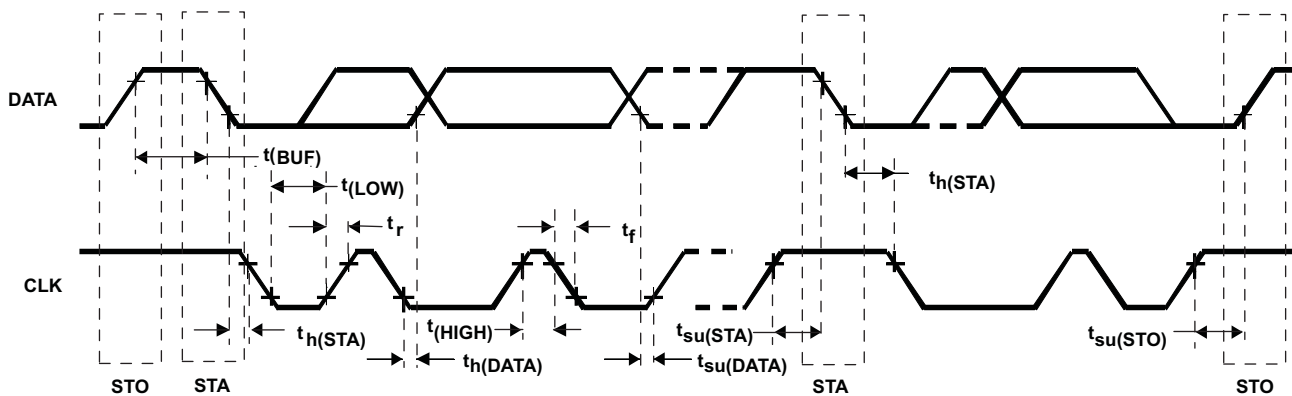 DATA
t(BUF)
t(LOW)
th(STA)
tr
tf
CLK
th(STA)
t(HIGH)
tsu(STA)
tsu(STO)
th(DATA)
tsu(DATA)
STO
STA
STA
STO